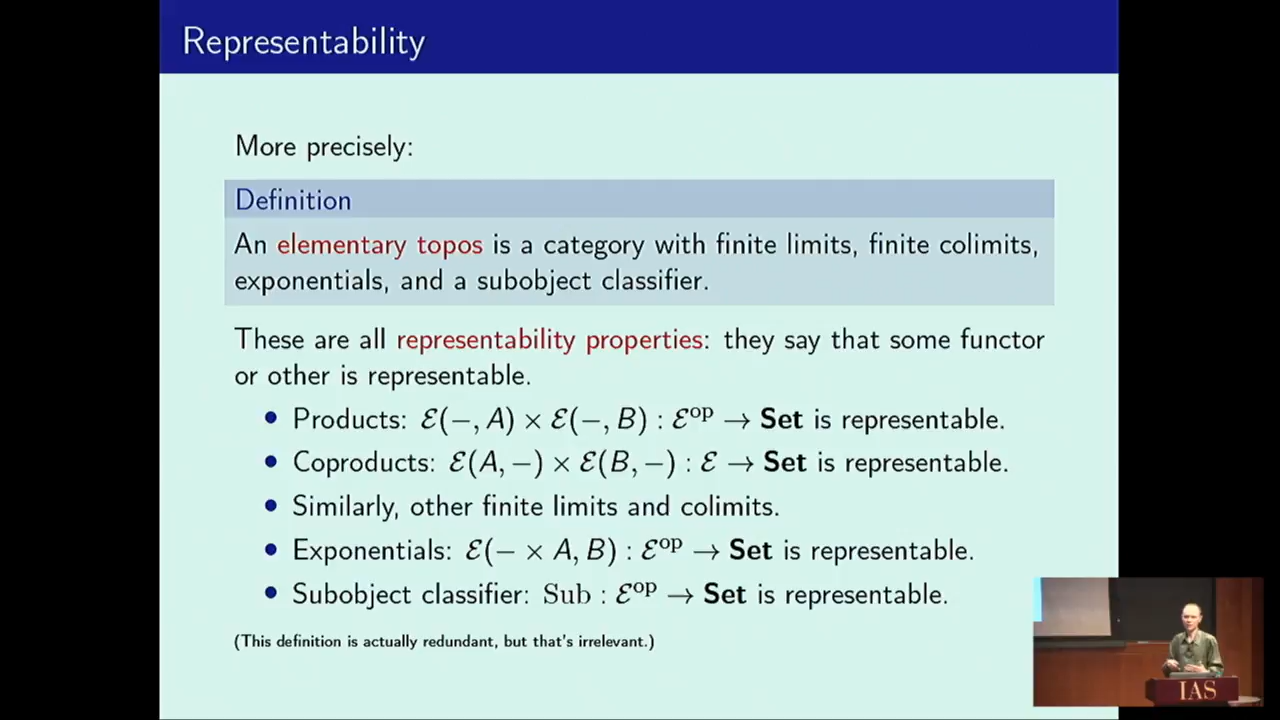 Representability
More precisely:
Definition
An elementary topos is a category with finite limits, finite colimits,
exponentials, and a subobject classifier.
These are all representability properties: they say that some functor
or other is representable.
• Products: ℰ(−, A) × ℰ(−, B) : ℰᵒᵖ → Set is representable.
• Coproducts: ℰ(A, −) × ℰ(B, −) : ℰ → Set is representable.
• Similarly, other finite limits and colimits.
• Exponentials: ℰ(− × A, B) : ℰᵒᵖ → Set is representable.
• Subobject classifier: Sub : ℰᵒᵖ → Set is representable.
(This definition is actually redundant, but that's irrelevant.)
IAS